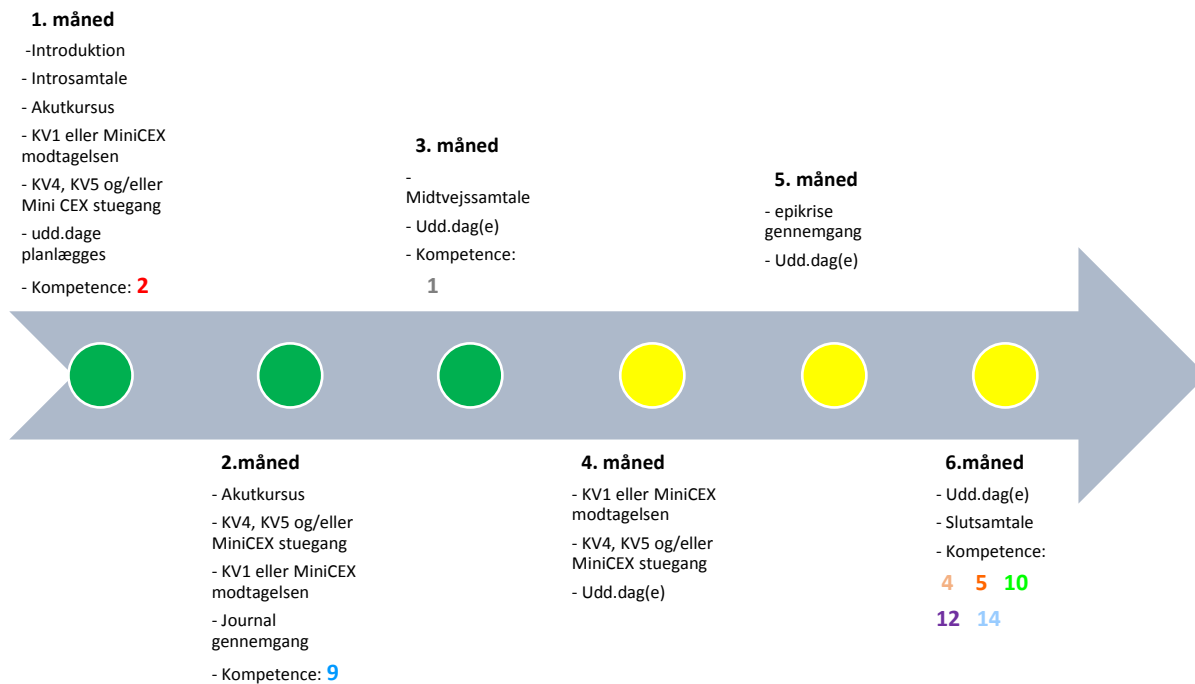 1. måned
-Introduktion
- Introsamtale
- Akutkursus
- KV1 eller MiniCEX
modtagelsen
- KV4, KV5 og/eller
Mini CEX stuegang
- udd.dage
planlægges
- Kompetence: 2
2.måned
- Akutkursus
- KV4, KV5 og/eller
MiniCEX stuegang
- KV1 eller MiniCEX
modtagelsen
- Journal
gennemgang
- Kompetence: 9
3. måned
-
Midtvejssamtale
- Udd.dag(e)
- Kompetence:
1
4. måned
- KV1 eller MiniCEX
modtagelsen
- KV4, KV5 og/eller
MiniCEX stuegang
- Udd.dag(e)
5. måned
- epikrise
gennemgang
- Udd.dag(e)
6.måned
- Udd.dag(e)
- Slutsamtale
- Kompetence:
4 5 10
12 14